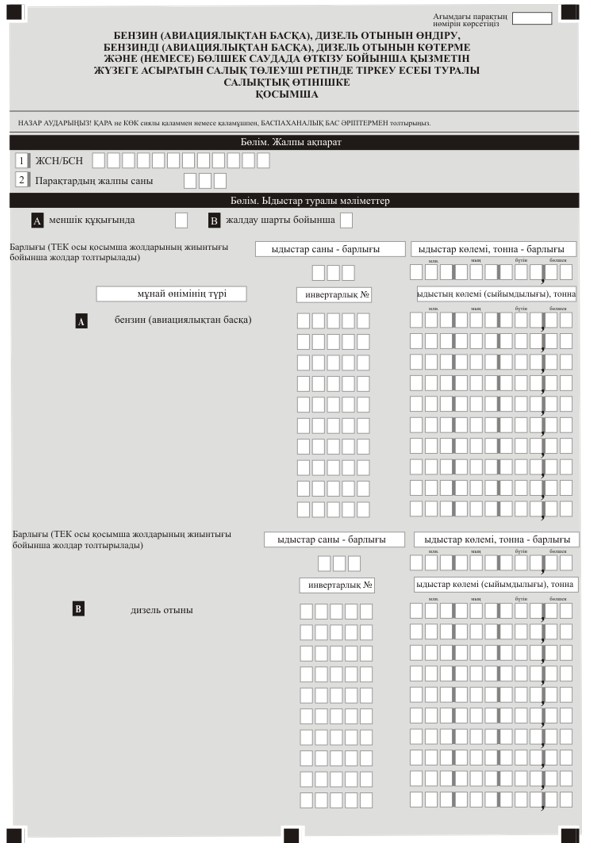 Ағымдағы парақтың
нөмірін көрсетіңіз
БЕНЗИН (АВИАЦИЯЛЫҚТАН БАСҚА), ДИЗЕЛЬ ОТЫНЫН ӨНДІРУ,
БЕНЗИНДІ (АВИАЦИЯЛЫҚТАН БАСҚА), ДИЗЕЛЬ ОТЫНЫН КӨТЕРМЕ
ЖӘНЕ (НЕМЕСЕ) БӨЛШЕК САУДАДА ӨТКІЗУ БОЙЫНША ҚЫЗМЕТІН
ЖҮЗЕГЕ АСЫРАТЫН САЛЫҚ ТӨЛЕУШІ РЕТІНДЕ ТІРКЕУ ЕСЕБІ ТУРАЛЫ
САЛЫҚТЫҚ ӨТІНІШКЕ
ҚОСЫМША
НАЗАР АУДАРЫҢЫЗ! ҚАРА не КӨК сиялы қаламмен немесе қаламұшпен, БАСПАХАНАЛЫҚ БАС ӘРІПТЕРМЕН толтырыңыз.
Бөлім. Жалпы ақпарат
1 ЖСН/БСН
2 Парақтардың жалпы саны
Бөлім. Ыдыстар туралы мәліметтер
A меншік құқығында B жалдау шарты бойынша
Барлығы (ТЕК осы қосымша жолдарының жиынтығы
бойынша жолдар толтырылады)
ыдыстар саны - барлығы ыдыстар көлемі, тонна - барлығы
млн. мың бүтін бөлшек
мұнай өнімінің түрі инвертарлық № ыдыстың көлемі (сыйымдылығы), тонна
млн. мың бүтін бөлшек
A бензин (авиациялықтан басқа)
Барлығы (ТЕК осы қосымша жолдарының жиынтығы
бойынша жолдар толтырылады)
ыдыстар саны - барлығы ыдыстар көлемі, тонна - барлығы
млн. мың бүтін бөлшек
инвертарлық № ыдыстар көлемі (сыйымдылығы), тонна
млн. мың бүтін бөлшек
B дизель отыны